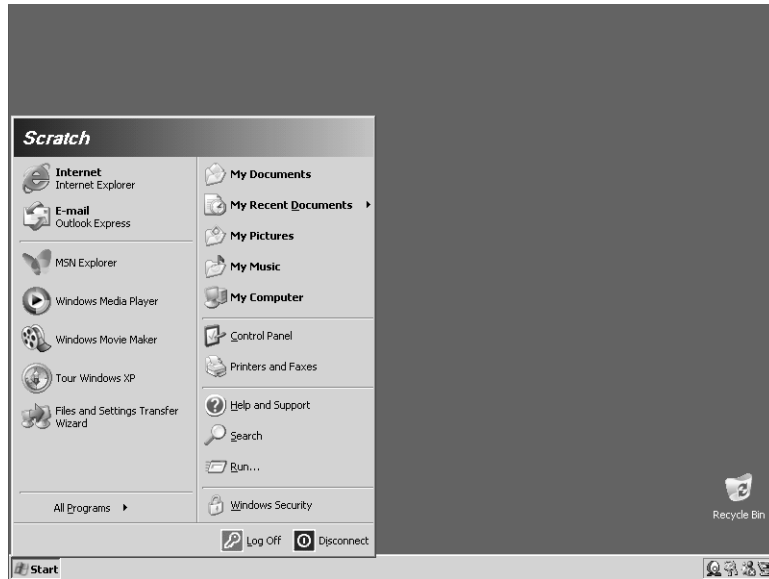 Scratch
Internet
Internet Explorer
E-mail
Outlook Express
MSN Explorer
Windows Media Player
Windows Movie Maker
Tour Windows XP
Files and Settings Transfer
Wizard
All Programs
My Documents
My Recent Documents
My Pictures
My Music
My Computer
Control Panel
Printers and Faxes
Help and Support
Search
Run...
Windows Security
Log Off
Disconnect
Recycle Bin
Start